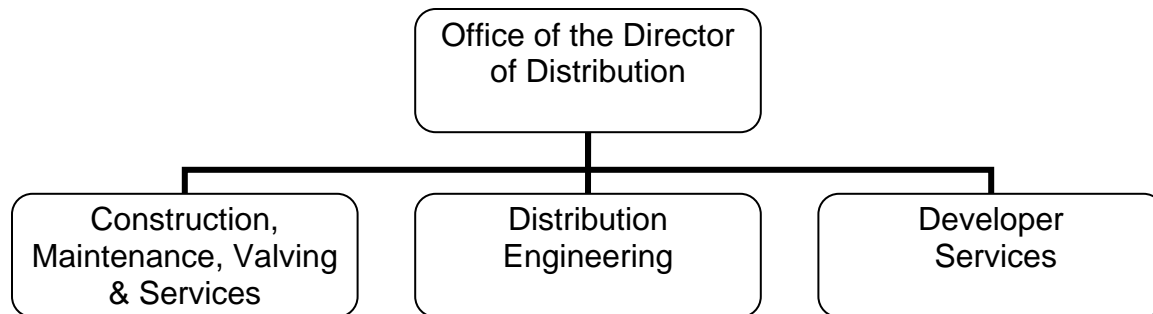 Office of the Director
of Distribution
Construction,
Maintenance, Valving
& Services
Distribution
Engineering
Developer
Services